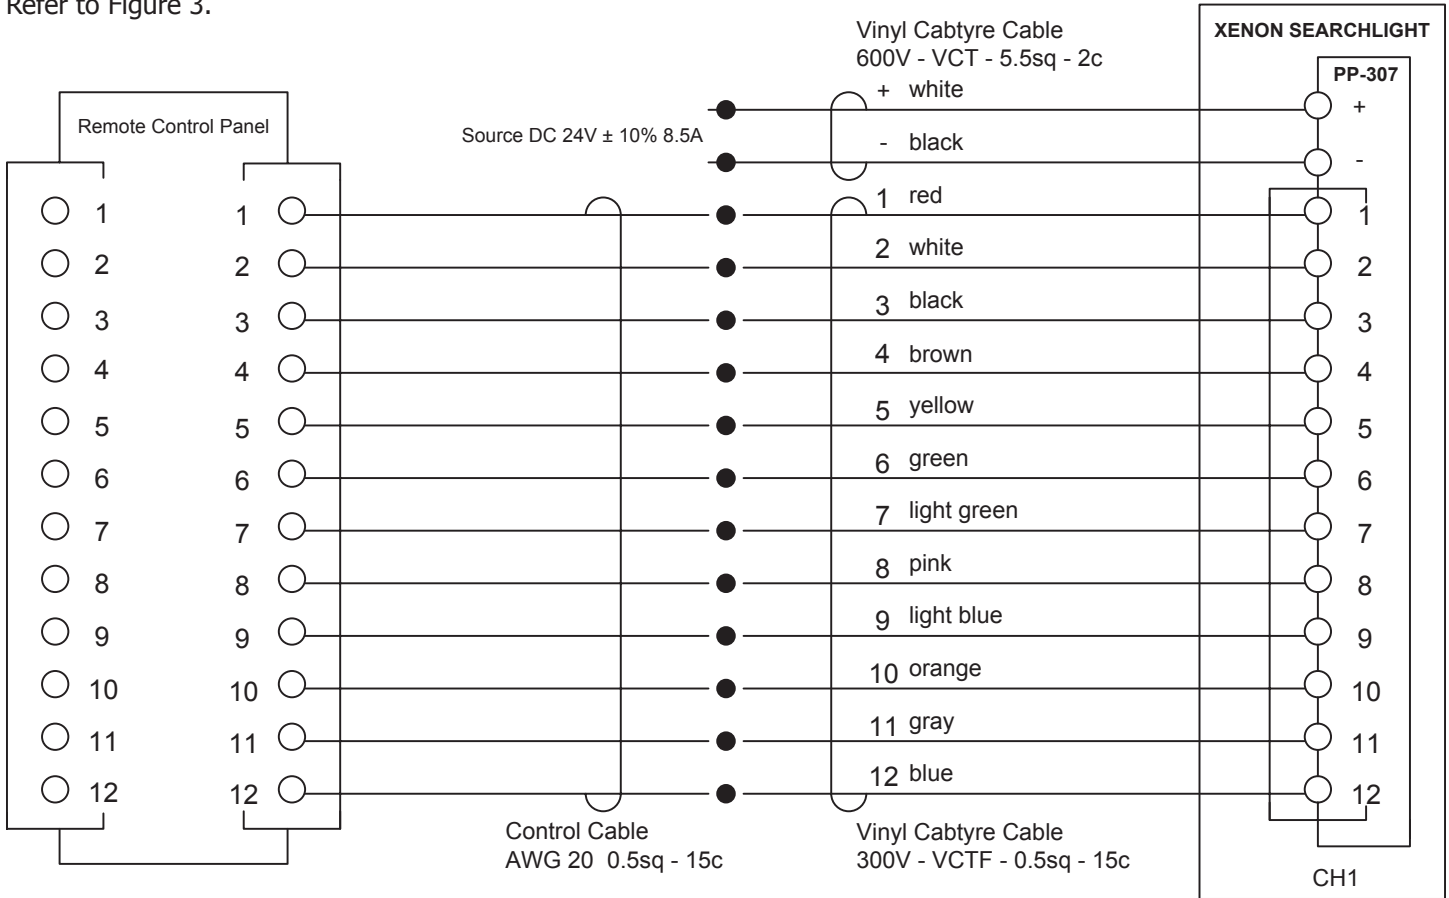 Refer to Figure 3.
Vinyl Cabtyre Cable
600V - VCT - 5.5sq - 2c
XENON SEARCHLIGHT
PP-307
Remote Control Panel
Source DC 24V ± 10% 8.5A
+ white +
- black -
1 1 1 red 1
2 2 2 white 2
3 3 3 black 3
4 4 4 brown 4
5 5 5 yellow 5
6 6 6 green 6
7 7 7 light green 7
8 8 8 pink 8
9 9 9 light blue 9
10 10 10 orange 10
11 11 11 gray 11
12 12 12 blue 12
Control Cable
AWG 20 0.5sq - 15c
Vinyl Cabtyre Cable
300V - VCTF - 0.5sq - 15c
CH1